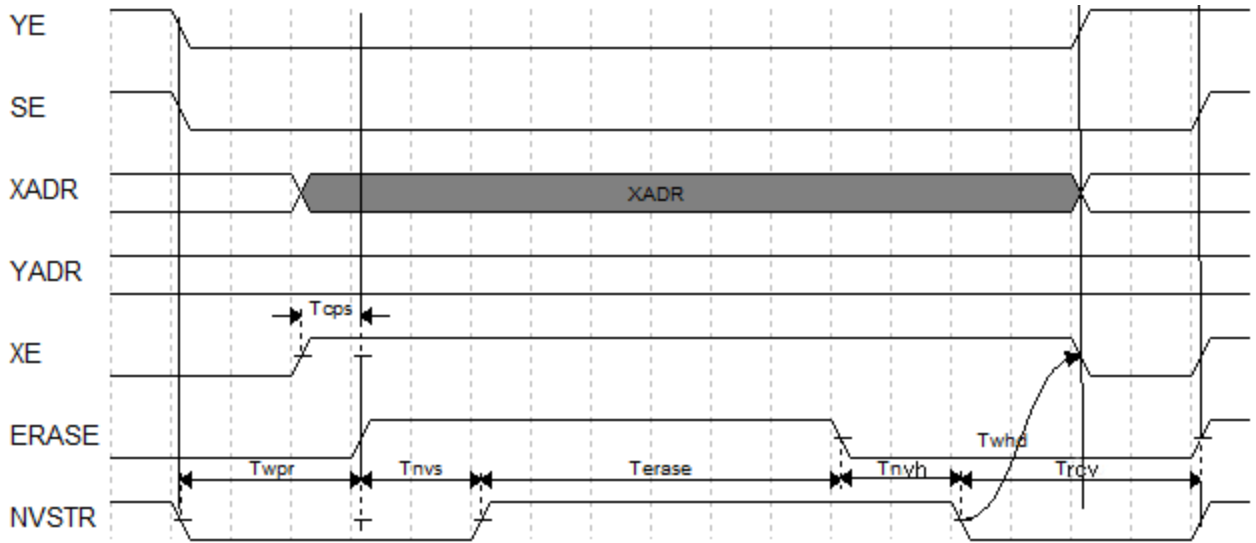 YE
SE
XADR
XADR
YADR
Tcps
XE
ERASE
Twhd
Twpr Tnvs Terase Tnvh Trcv
NVSTR